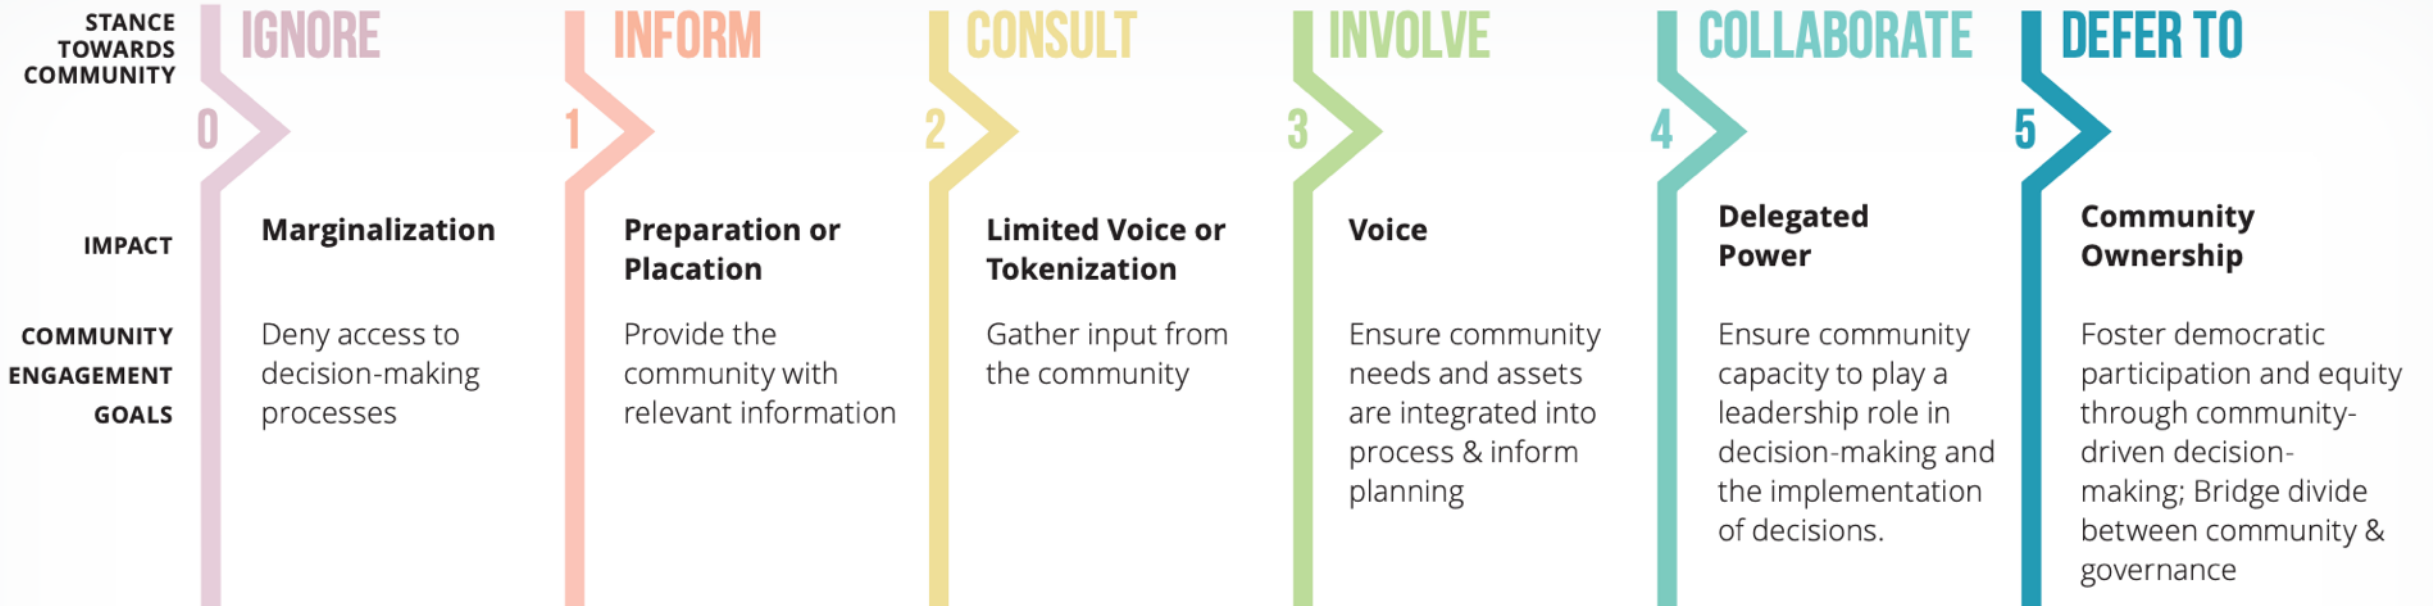 STANCE
TOWARDS
COMMUNITY
IGNORE
INFORM
CONSULT
INVOLVE
COLLABORATE
DEFER TO
0
1
2
3
4
5
IMPACT
Marginalization
Preparation or
Placation
Limited Voice or
Tokenization
Voice
Delegated
Power
Community
Ownership
COMMUNITY
ENGAGEMENT
GOALS
Deny access to
decision-making
processes
Provide the
community with
relevant information
Gather input from
the community
Ensure community
needs and assets
are integrated into
process & inform
planning
Ensure community
capacity to play a
leadership role in
decision-making and
the implementation
of decisions.
Foster democratic
participation and equity
through community-
driven decision-
making; Bridge divide
between community &
governance